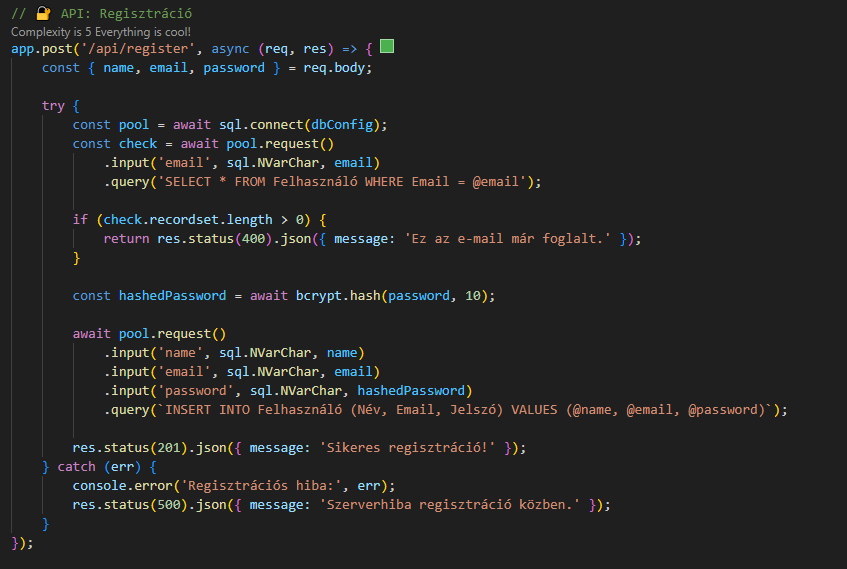 // 🔐 API: Regisztráció
Complexity is 5 Everything is cool!
app.post('/api/register', async (req, res) => {
    const { name, email, password } = req.body;

    try {
        const pool = await sql.connect(dbConfig);
        const check = await pool.request()
            .input('email', sql.NVarChar, email)
            .query('SELECT * FROM Felhasználó WHERE Email = @email');

        if (check.recordset.length > 0) {
            return res.status(400).json({ message: 'Ez az e-mail már foglalt.' });
        }

        const hashedPassword = await bcrypt.hash(password, 10);

        await pool.request()
            .input('name', sql.NVarChar, name)
            .input('email', sql.NVarChar, email)
            .input('password', sql.NVarChar, hashedPassword)
            .query(`INSERT INTO Felhasználó (Név, Email, Jelszó) VALUES (@name, @email, @password)`);

        res.status(201).json({ message: 'Sikeres regisztráció!' });
    } catch (err) {
        console.error('Regisztrációs hiba:', err);
        res.status(500).json({ message: 'Szerverhiba regisztráció közben.' });
    }
});